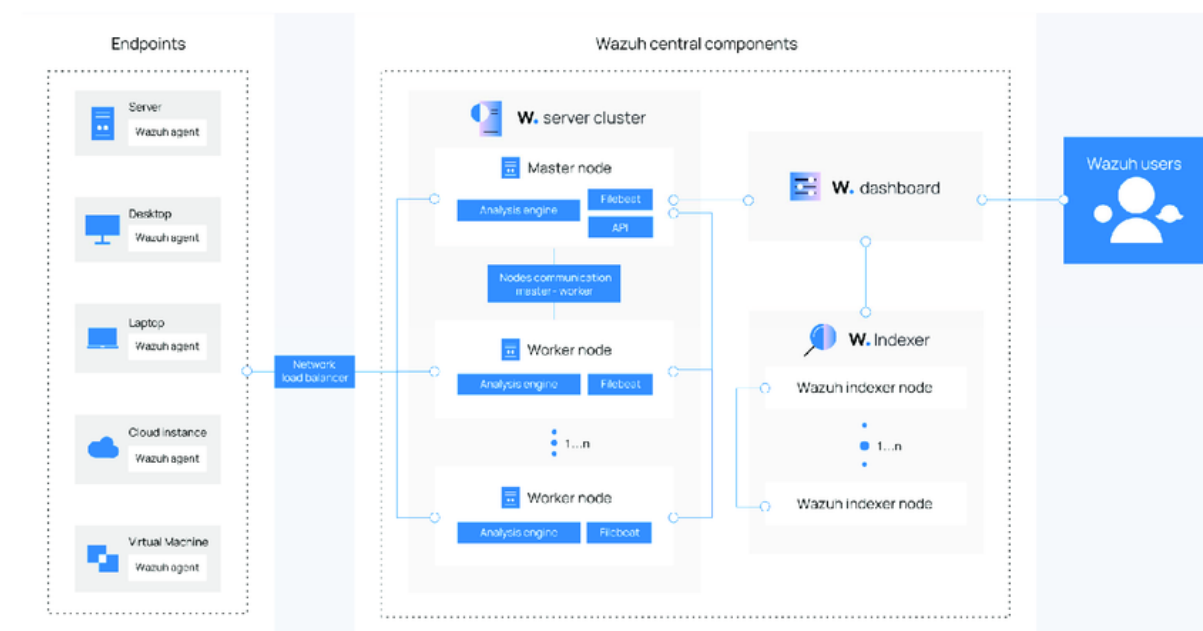 Endpoints
Server
Wazuh agent
Desktop
Wazuh agent
Laptop
Wazuh agent
Cloud instance
Wazuh agent
Virtual Machine
Wazuh agent
Network
load balancer
Wazuh central components
W. server cluster
Master node
Analysis engine
Filebeat
API
Nodes communication
master - worker
Worker node
Analysis engine
Filebeat
1...n
Worker node
Analysis engine
Filebeat
W. dashboard
W. Indexer
Wazuh indexer node
1...n
Wazuh indexer node
Wazuh users